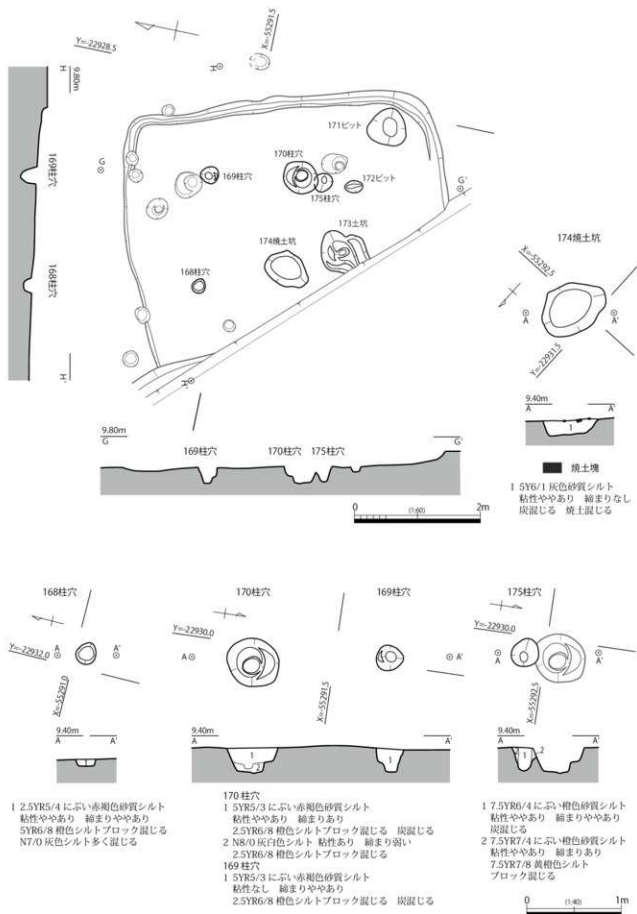 Y=-22928.5
X=-55291.5
H
9.80m
H
171ピット
170柱穴
169柱穴
G
169柱穴
175柱穴
172ピット
G'
173土坑
174焼土坑
168柱穴
168柱穴
H'
H'
174焼土坑
X=-55292.5
A
A'
Y=-22931.5
9.40m
A
A'
1
焼土塊
1 5Y6/1 灰色砂質シルト
粘性ややあり 締まりなし
炭混じる 焼土混じる
9.80m
G
G'
169柱穴
170柱穴
175柱穴
0
(1:60)
2m
168柱穴
Y=-22932.0
A
A'
X=-55291.0
9.40m
A
A'
1 2.5YR5/4 にぶい赤褐色砂質シルト
粘性ややあり 締まりややあり
5YR6/8 橙色シルトブロック混じる
N7/0 灰色シルト多く混じる
170柱穴
169柱穴
Y=-22930.0
A
A'
X=-55291.5
9.40m
A
A'
1
2
1
170柱穴
1 5YR5/3 にぶい赤褐色砂質シルト
粘性ややあり 締まりあり
2.5YR6/8 橙色シルトブロック混じる 炭混じる
2 N8/0 灰白色シルト 粘性あり 締まり弱い
2.5YR6/8 橙色シルトブロック混じる
169柱穴
1 5YR5/3 にぶい赤褐色砂質シルト
粘性なし 締まりややあり
2.5YR6/8 橙色シルトブロック混じる 炭混じる
175柱穴
Y=-22930.0
A
A'
X=-55292.5
9.40m
A
A'
1
2
1 7.5YR6/4 にぶい橙色砂質シルト
粘性ややあり 締まりややあり
炭混じる
2 7.5YR7/4 にぶい橙色砂質シルト
粘性ややあり 締まりあり
7.5YR7/8 黄橙色シルト
ブロック混じる
0
(1:40)
1m